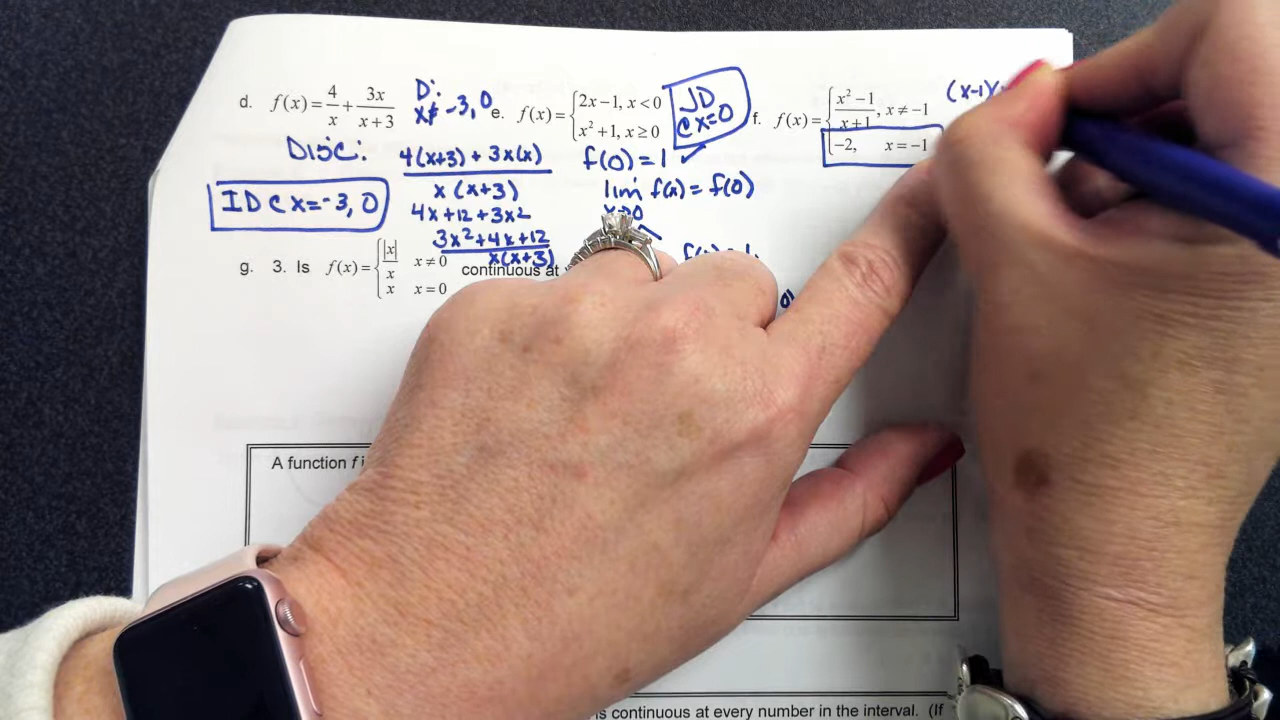 d. f(x) = 4/x + 3x/(x+3)
D: x≠ -3, 0
Disc:
4(x+3) + 3x(x)
x(x+3)
4x+12+3x²
3x²+4x+12
x(x+3)
ID @ x=-3, 0
e. f(x) = { 2x−1, x<0
x²+1, x≥0
JD @ x=0
f(0) = 1 ✓
lim f(x) = f(0)
x→0
f. f(x) = { (x²−1)/(x+1), x≠−1
−2, x=−1
(x-1)
g. 3. Is f(x) = { |x|/x x≠0
x x=0
continuous at
A function f
is continuous at every number in the interval. (If